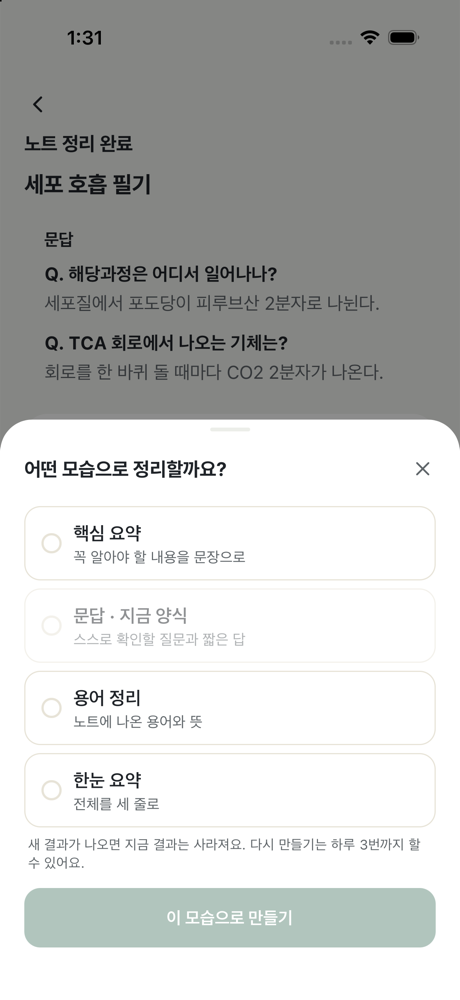 1:31
노트 정리 완료
세포 호흡 필기
문답
Q. 해당과정은 어디서 일어나나?
세포질에서 포도당이 피루브산 2분자로 나뉜다.
Q. TCA 회로에서 나오는 기체는?
회로를 한 바퀴 돌 때마다 CO2 2분자가 나온다.
어떤 모습으로 정리할까요?
핵심 요약
꼭 알아야 할 내용을 문장으로
문답 · 지금 양식
스스로 확인할 질문과 짧은 답
용어 정리
노트에 나온 용어와 뜻
한눈 요약
전체를 세 줄로
새 결과가 나오면 지금 결과는 사라져요. 다시 만들기는 하루 3번까지 할
수 있어요.
이 모습으로 만들기